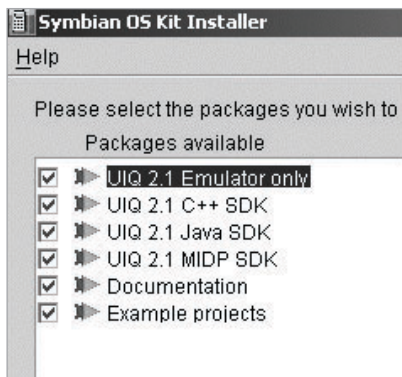 Symbian OS Kit Installer
Help
Please select the packages you wish to
Packages available
UIQ 2.1 Emulator only
UIQ 2.1 C++ SDK
UIQ 2.1 Java SDK
UIQ 2.1 MIDP SDK
Documentation
Example projects